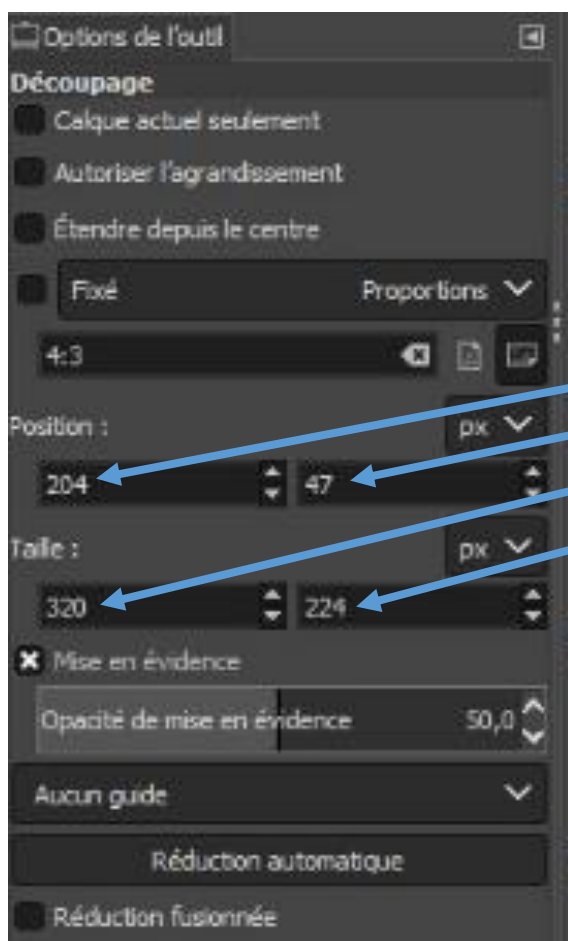 Options de l'outil
Découpage
Calque actuel seulement
Autoriser l'agrandissement
Étendre depuis le centre
Fixé Proportions
4:3
Position : px
204 47
Taille : px
320 224
Mise en évidence
Opacité de mise en évidence 50,0
Aucun guide
Réduction automatique
Réduction fusionnée